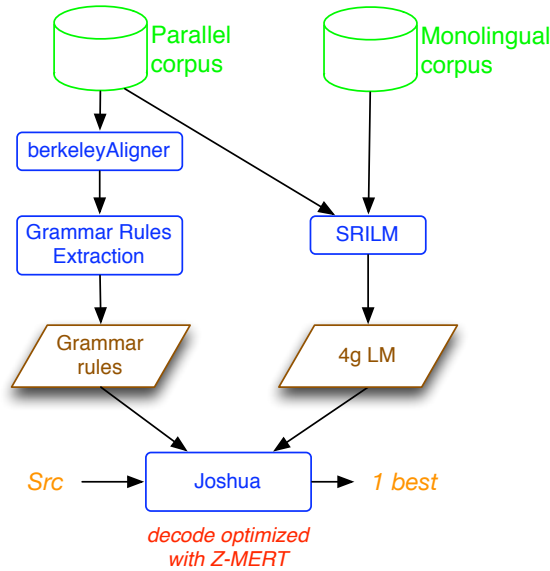 Parallel
corpus
Monolingual
corpus
berkeleyAligner
Grammar Rules
Extraction
SRILM
Grammar
rules
4g LM
Src
Joshua
1 best
decode optimized
with Z-MERT